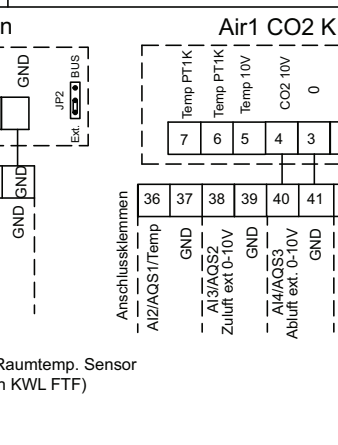 n
Air1 CO2 K
GND
JP2
BUS
Ext.
Temp PT1K
Temp PT1K
Temp 10V
CO2 10V
0
7 6 5 4 3
GND
GND
Anschlussklemmen
36 37 38 39 40 41
AI2/AQS1/Temp
GND
AI3/AQS2
Zuluft ext 0-10V
GND
AI4/AQS3
Abluft ext. 0-10V
GND
Raumtemp. Sensor
n KWL FTF)